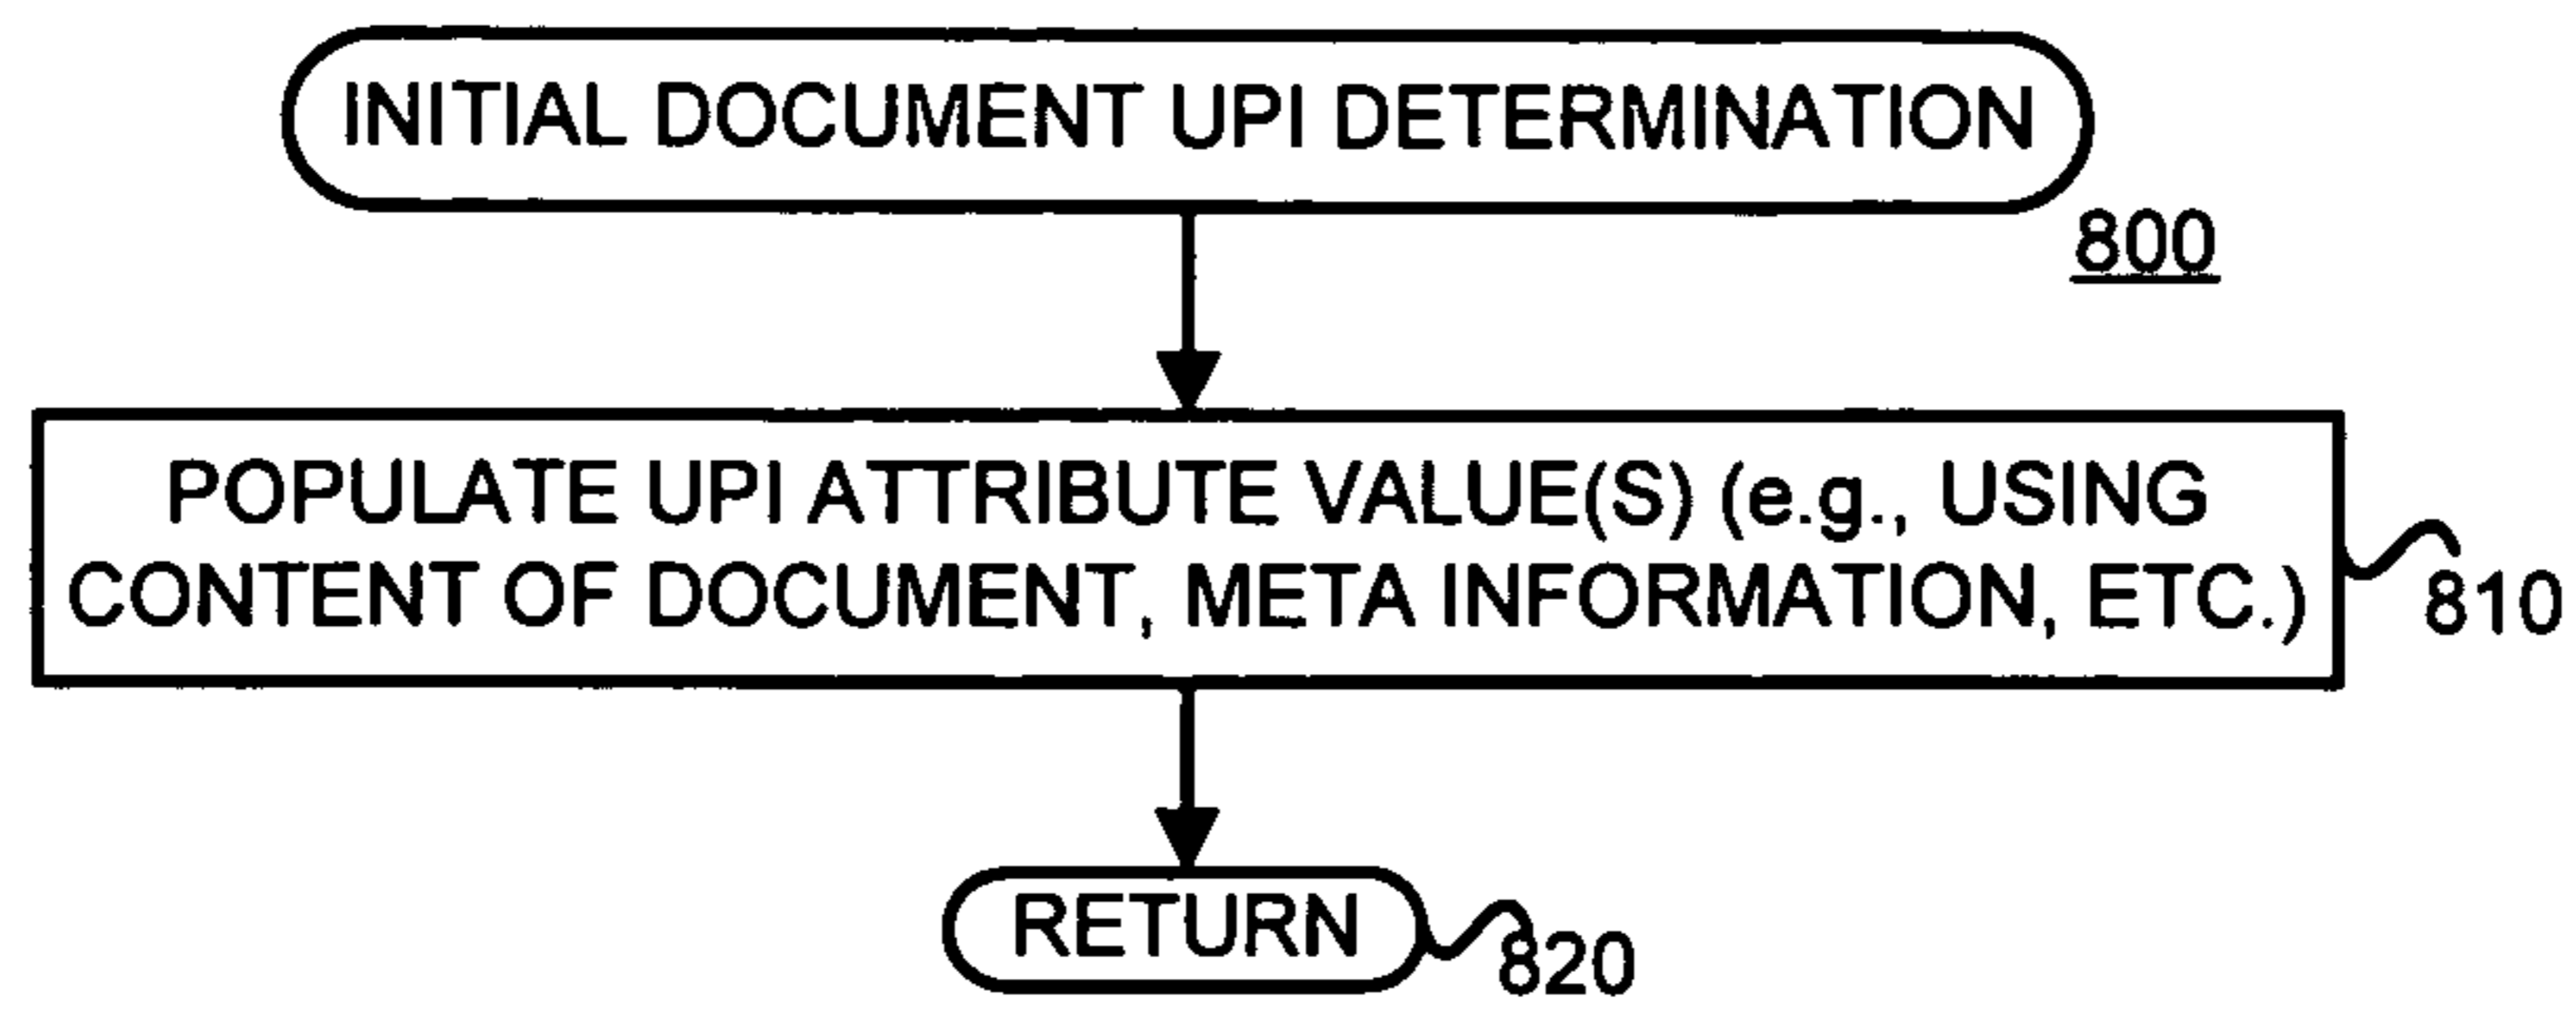 INITIAL DOCUMENT UPI DETERMINATION
800
POPULATE UPI ATTRIBUTE VALUE(S) (e.g., USING
CONTENT OF DOCUMENT, META INFORMATION, ETC.)
810
RETURN
820